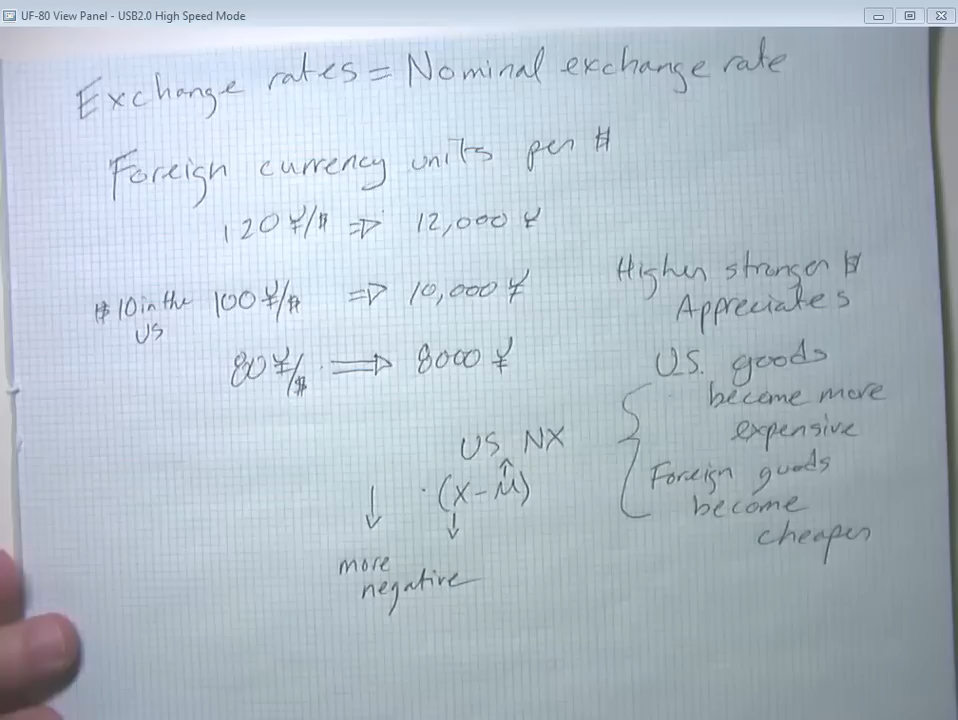 UF-80 View Panel - USB2.0 High Speed Mode
Exchange rates = Nominal exchange rate
Foreign currency units per $
120 ¥/$ ⇒ 12,000 ¥
$10 in the US 100 ¥/$ ⇒ 10,000 ¥
80 ¥/$ ⇒ 8000 ¥
Higher stronger $
Appreciates
U.S. goods
become more
expensive
Foreign goods
become
cheaper
US NX
↑
↓ (X-M)
↓
more
negative